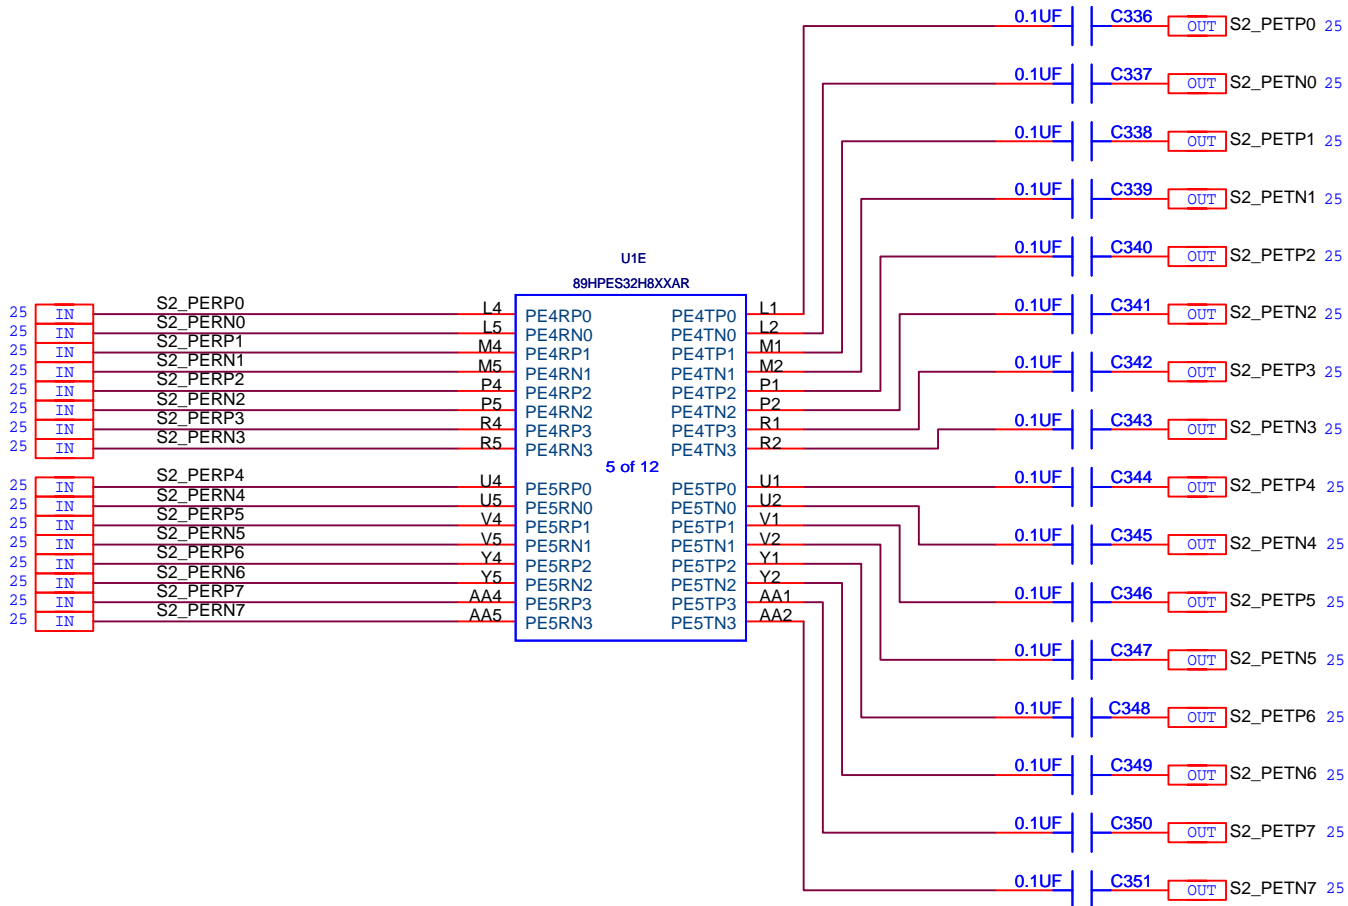 0.1UF C336 OUT S2_PETP0 25
0.1UF C337 OUT S2_PETN0 25
0.1UF C338 OUT S2_PETP1 25
0.1UF C339 OUT S2_PETN1 25
0.1UF C340 OUT S2_PETP2 25
0.1UF C341 OUT S2_PETN2 25
0.1UF C342 OUT S2_PETP3 25
0.1UF C343 OUT S2_PETN3 25
0.1UF C344 OUT S2_PETP4 25
0.1UF C345 OUT S2_PETN4 25
0.1UF C346 OUT S2_PETP5 25
0.1UF C347 OUT S2_PETN5 25
0.1UF C348 OUT S2_PETP6 25
0.1UF C349 OUT S2_PETN6 25
0.1UF C350 OUT S2_PETP7 25
0.1UF C351 OUT S2_PETN7 25
U1E
89HPES32H8XXAR
25 IN S2_PERP0 L4 PE4RP0 PE4TP0 L1
25 IN S2_PERN0 L5 PE4RN0 PE4TN0 L2
25 IN S2_PERP1 M4 PE4RP1 PE4TP1 M1
25 IN S2_PERN1 M5 PE4RN1 PE4TN1 M2
25 IN S2_PERP2 P4 PE4RP2 PE4TP2 P1
25 IN S2_PERN2 P5 PE4RN2 PE4TN2 P2
25 IN S2_PERP3 R4 PE4RP3 PE4TP3 R1
25 IN S2_PERN3 R5 PE4RN3 PE4TN3 R2
5 of 12
25 IN S2_PERP4 U4 PE5RP0 PE5TP0 U1
25 IN S2_PERN4 U5 PE5RN0 PE5TN0 U2
25 IN S2_PERP5 V4 PE5RP1 PE5TP1 V1
25 IN S2_PERN5 V5 PE5RN1 PE5TN1 V2
25 IN S2_PERP6 Y4 PE5RP2 PE5TP2 Y1
25 IN S2_PERN6 Y5 PE5RN2 PE5TN2 Y2
25 IN S2_PERP7 AA4 PE5RP3 PE5TP3 AA1
25 IN S2_PERN7 AA5 PE5RN3 PE5TN3 AA2